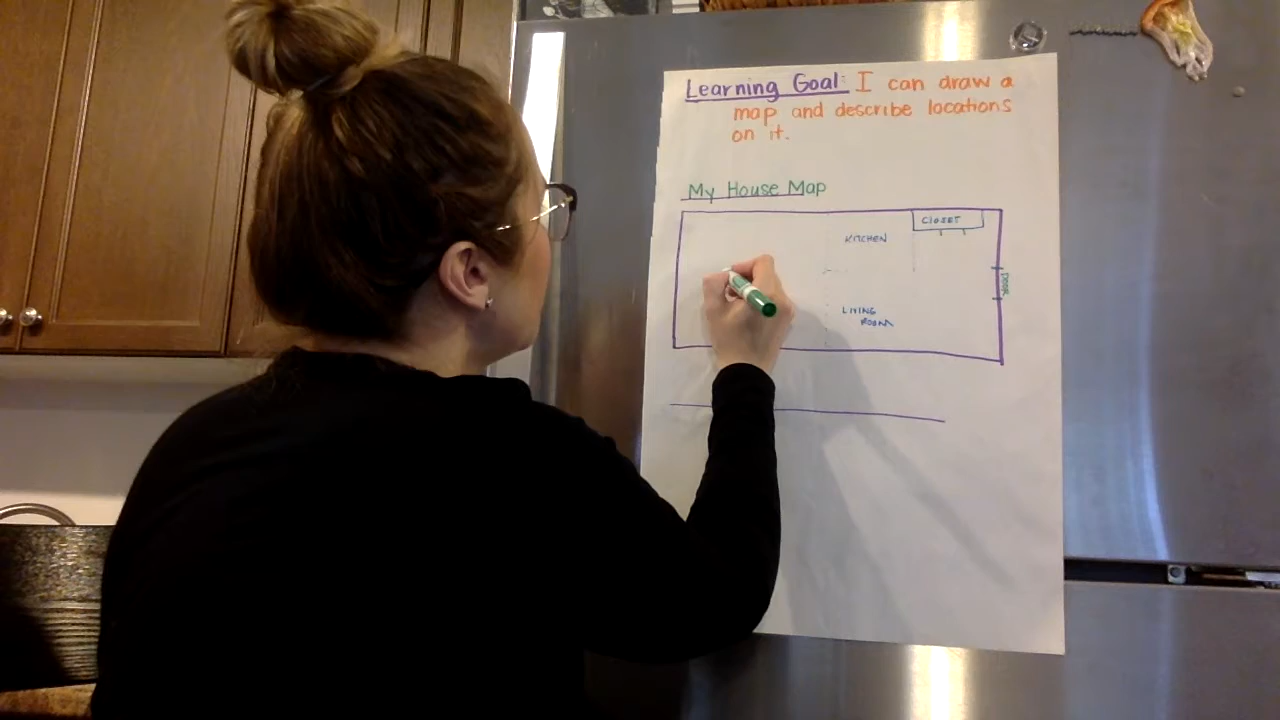 Learning Goal: I can draw a
map and describe locations
on it.
My House Map
CLOSET
KITCHEN
DOOR
LIVING
ROOM